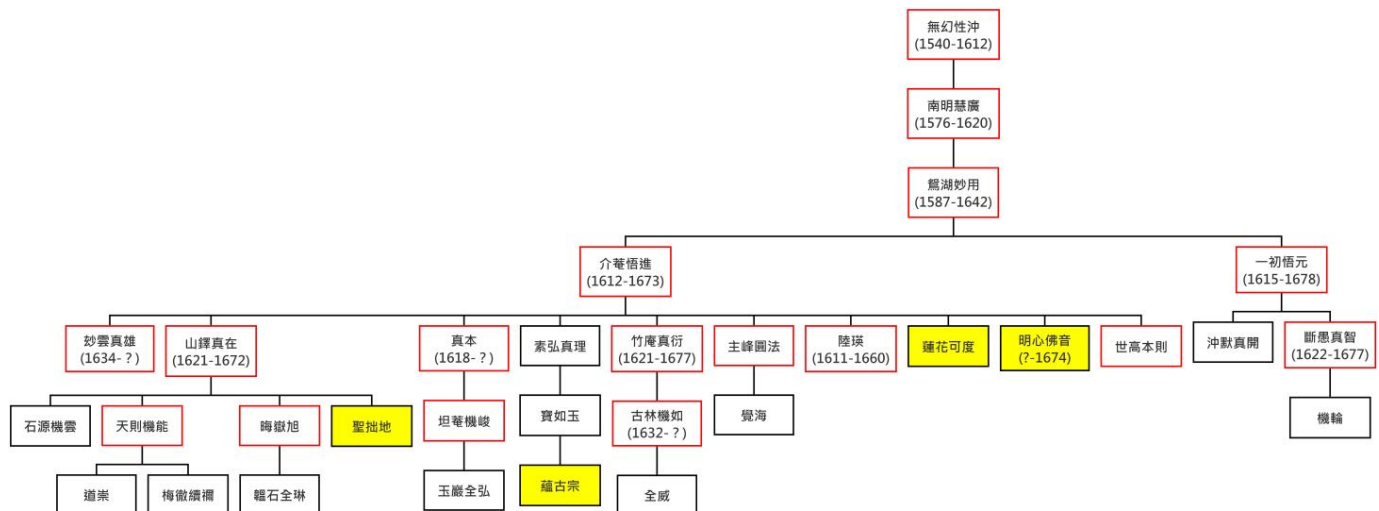 無幻性沖
(1540-1612)
南明慧廣
(1576-1620)
鴛湖妙用
(1587-1642)
介菴悟進
(1612-1673)
一初悟元
(1615-1678)
玅雲真雄
(1634-?)
山鐸真在
(1621-1672)
真本
(1618-?)
素弘真理
竹庵真衍
(1621-1677)
主峰圓法
陸瑛
(1611-1660)
蓮花可度
明心佛音
(?-1674)
世高本則
沖默真開
斷愚真智
(1622-1677)
石源機雲
天則機能
晦嶽旭
聖拙地
坦菴機峻
寶如玉
古林機如
(1632-?)
覺海
機輪
道崇
梅徹續禰
韞石全琳
玉巖全弘
蘊古宗
全威